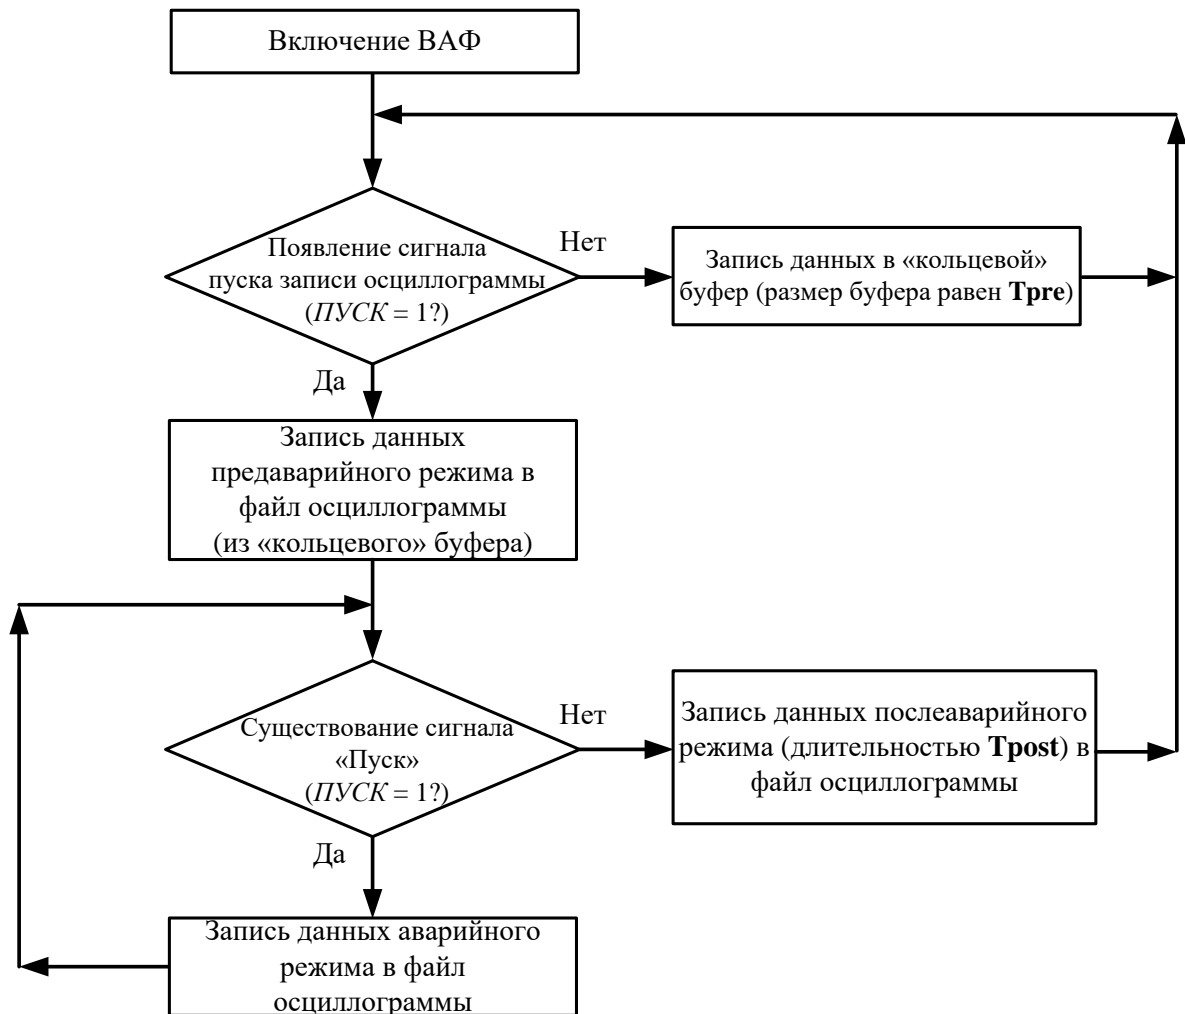 Включение ВАФ
Появление сигнала
пуска записи осциллограммы
(ПУСК = 1?)
Нет
Запись данных в «кольцевой»
буфер (размер буфера равен Tpre)
Да
Запись данных
предаварийного режима в
файл осциллограммы
(из «кольцевого» буфера)
Существование сигнала
«Пуск»
(ПУСК = 1?)
Нет
Запись данных послеаварийного
режима (длительностью Tpost) в
файл осциллограммы
Да
Запись данных аварийного
режима в файл
осциллограммы